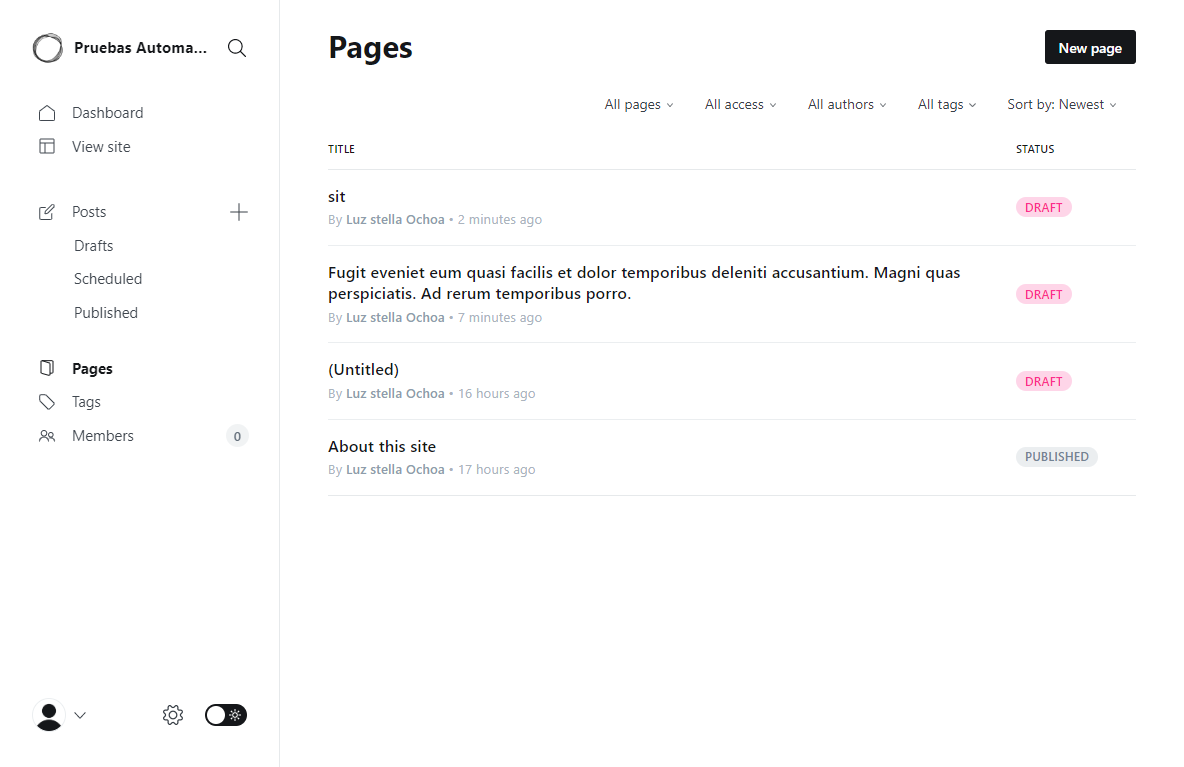 Pruebas Automa...
Dashboard
View site
Posts
Drafts
Scheduled
Published
Pages
Tags
Members
0
Pages
New page
All pages
All access
All authors
All tags
Sort by: Newest
TITLE
STATUS
sit
By Luz stella Ochoa • 2 minutes ago
DRAFT
Fugit eveniet eum quasi facilis et dolor temporibus deleniti accusantium. Magni quas
perspiciatis. Ad rerum temporibus porro.
By Luz stella Ochoa • 7 minutes ago
DRAFT
(Untitled)
By Luz stella Ochoa • 16 hours ago
DRAFT
About this site
By Luz stella Ochoa • 17 hours ago
PUBLISHED